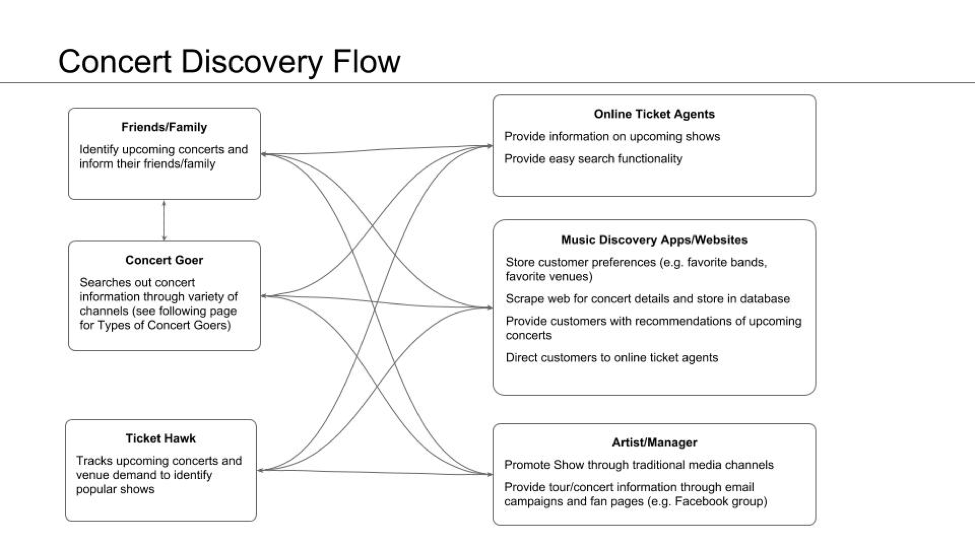 Concert Discovery Flow
Friends/Family
Identify upcoming concerts and
inform their friends/family
Concert Goer
Searches out concert
information through variety of
channels (see following page
for Types of Concert Goers)
Ticket Hawk
Tracks upcoming concerts and
venue demand to identify
popular shows
Online Ticket Agents
Provide information on upcoming shows
Provide easy search functionality
Music Discovery Apps/Websites
Store customer preferences (e.g. favorite bands,
favorite venues)
Scrape web for concert details and store in database
Provide customers with recommendations of upcoming
concerts
Direct customers to online ticket agents
Artist/Manager
Promote Show through traditional media channels
Provide tour/concert information through email
campaigns and fan pages (e.g. Facebook group)